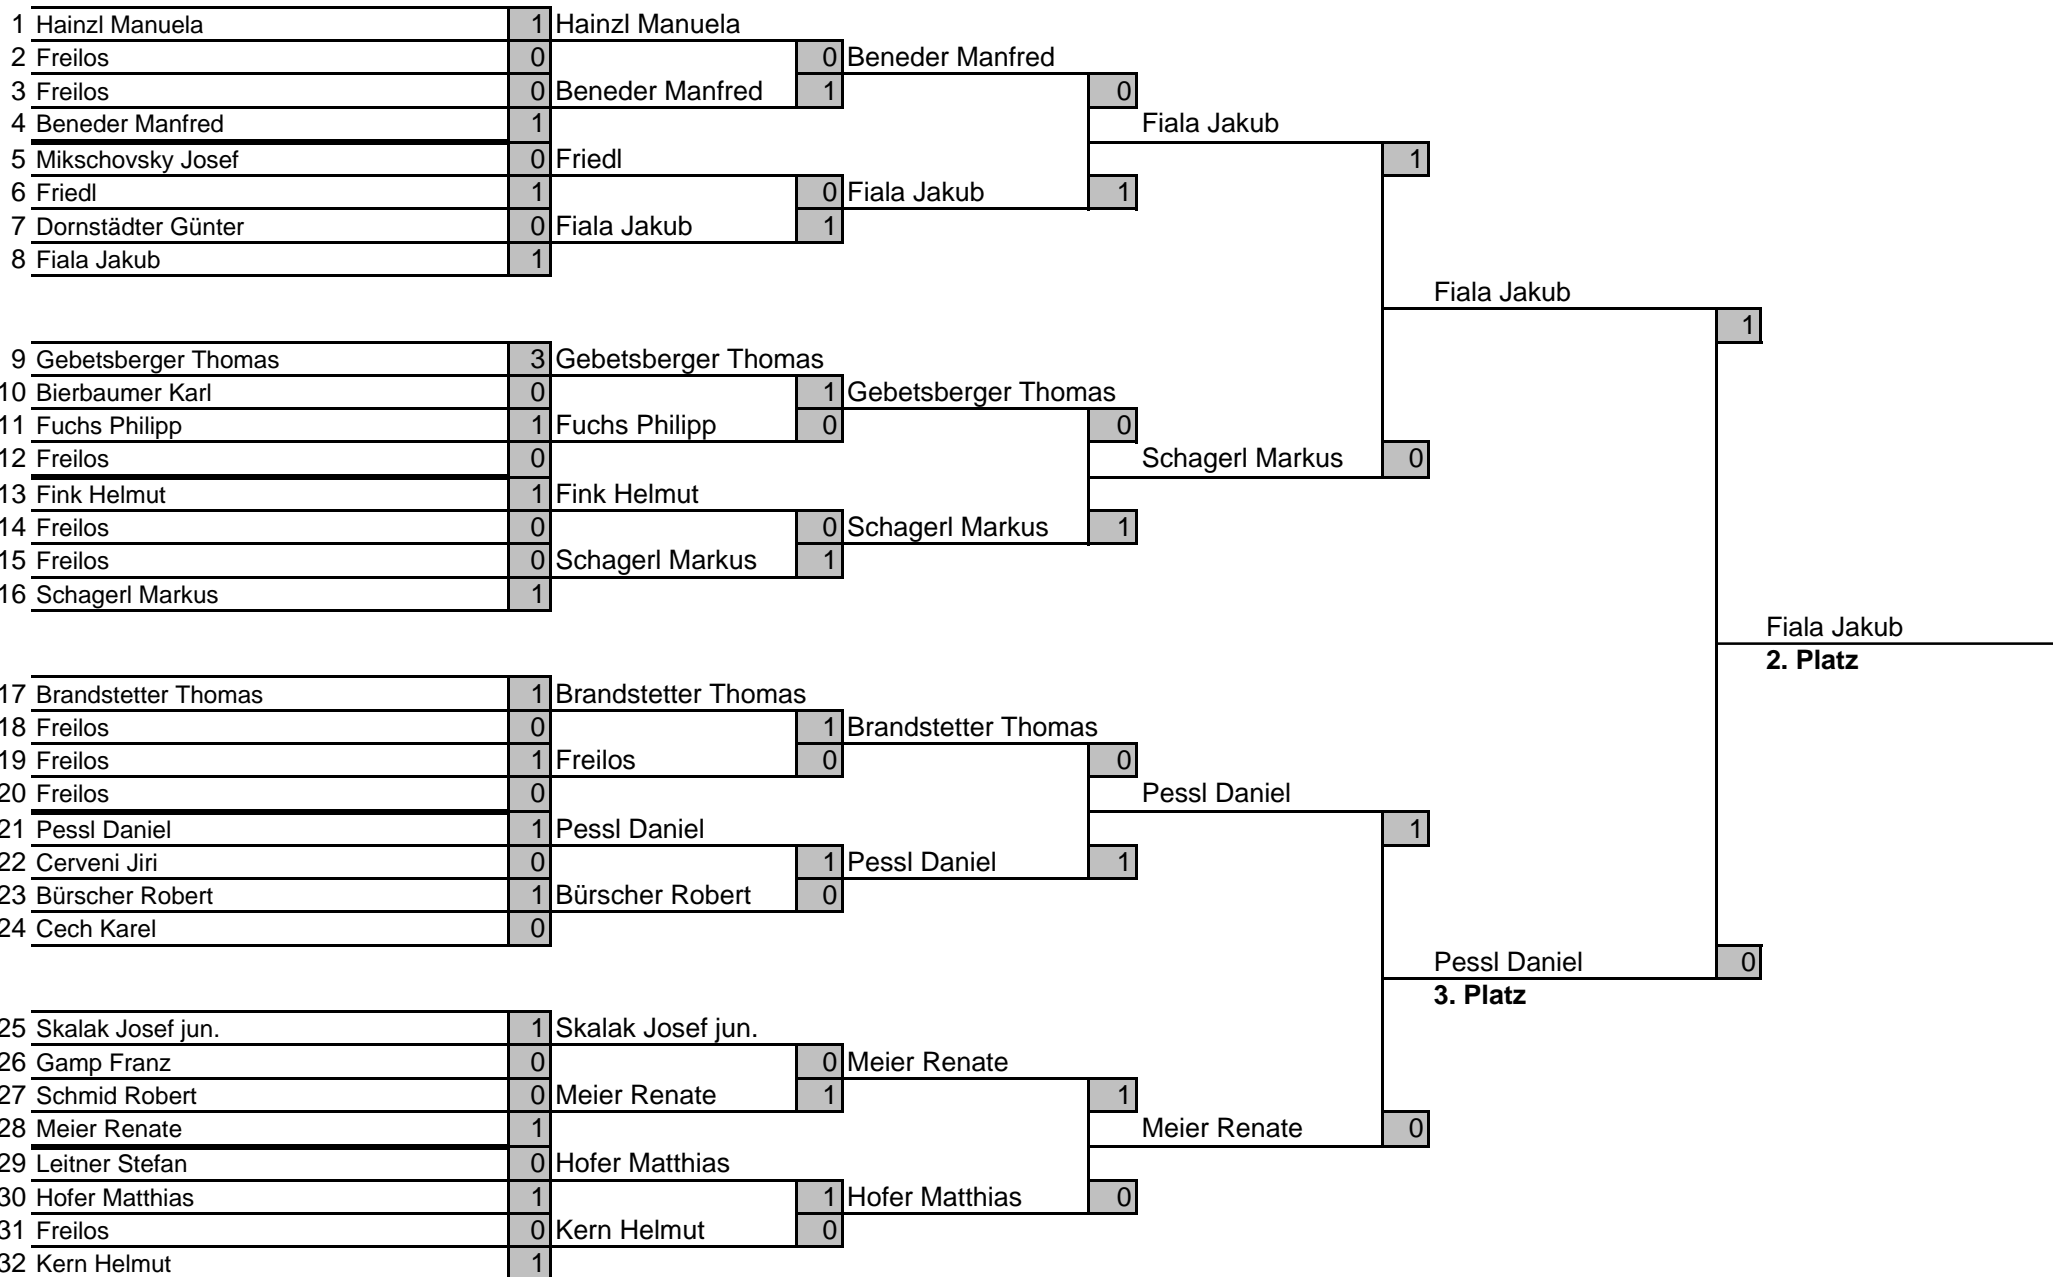 1 Hainzl Manuela 1 Hainzl Manuela
2 Freilos 0 0 Beneder Manfred
3 Freilos 0 Beneder Manfred 1 0
4 Beneder Manfred 1 Fiala Jakub
5 Mikschovsky Josef 0 Friedl 1
6 Friedl 1 0 Fiala Jakub 1
7 Dornstädter Günter 0 Fiala Jakub 1
8 Fiala Jakub 1
Fiala Jakub
1
9 Gebetsberger Thomas 3 Gebetsberger Thomas
10 Bierbaumer Karl 0 1 Gebetsberger Thomas
11 Fuchs Philipp 1 Fuchs Philipp 0 0
12 Freilos 0 Schagerl Markus 0
13 Fink Helmut 1 Fink Helmut
14 Freilos 0 0 Schagerl Markus 1
15 Freilos 0 Schagerl Markus 1
16 Schagerl Markus 1
Fiala Jakub
2. Platz
17 Brandstetter Thomas 1 Brandstetter Thomas
18 Freilos 0 1 Brandstetter Thomas
19 Freilos 1 Freilos 0 0
20 Freilos 0 Pessl Daniel
21 Pessl Daniel 1 Pessl Daniel 1
22 Cerveni Jiri 0 1 Pessl Daniel 1
23 Bürscher Robert 1 Bürscher Robert 0
24 Cech Karel 0
Pessl Daniel 0
3. Platz
25 Skalak Josef jun. 1 Skalak Josef jun.
26 Gamp Franz 0 0 Meier Renate
27 Schmid Robert 0 Meier Renate 1 1
28 Meier Renate 1 Meier Renate 0
29 Leitner Stefan 0 Hofer Matthias
30 Hofer Matthias 1 1 Hofer Matthias 0
31 Freilos 0 Kern Helmut 0
32 Kern Helmut 1